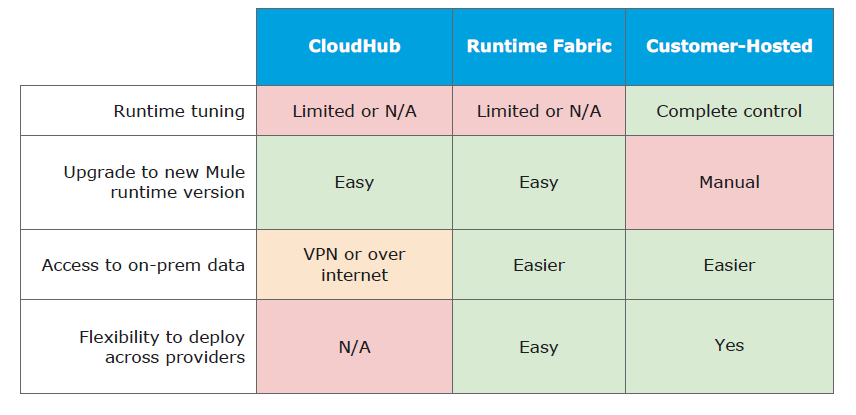 CloudHub
Runtime Fabric
Customer-Hosted
Runtime tuning
Limited or N/A
Limited or N/A
Complete control
Upgrade to new Mule
runtime version
Easy
Easy
Manual
Access to on-prem data
VPN or over
internet
Easier
Easier
Flexibility to deploy
across providers
N/A
Easy
Yes